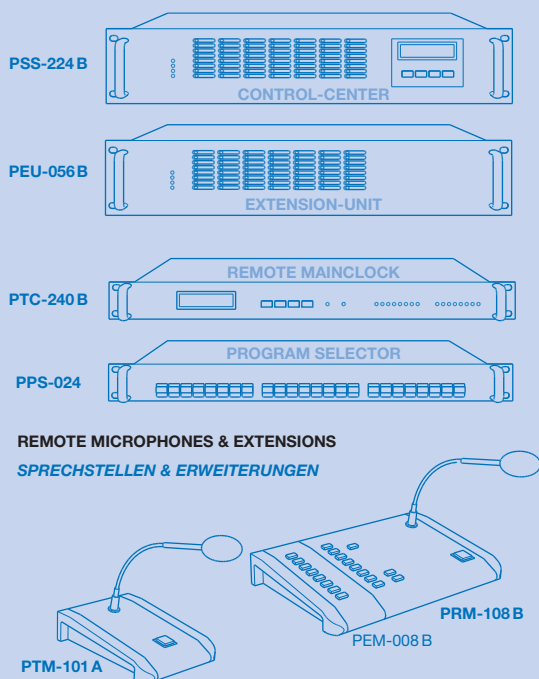 PSS-224 B
CONTROL-CENTER
PEU-056 B
EXTENSION-UNIT
REMOTE MAINCLOCK
PTC-240 B
PROGRAM SELECTOR
PPS-024
REMOTE MICROPHONES & EXTENSIONS
SPRECHSTELLEN & ERWEITERUNGEN
PRM-108 B
PEM-008 B
PTM-101 A